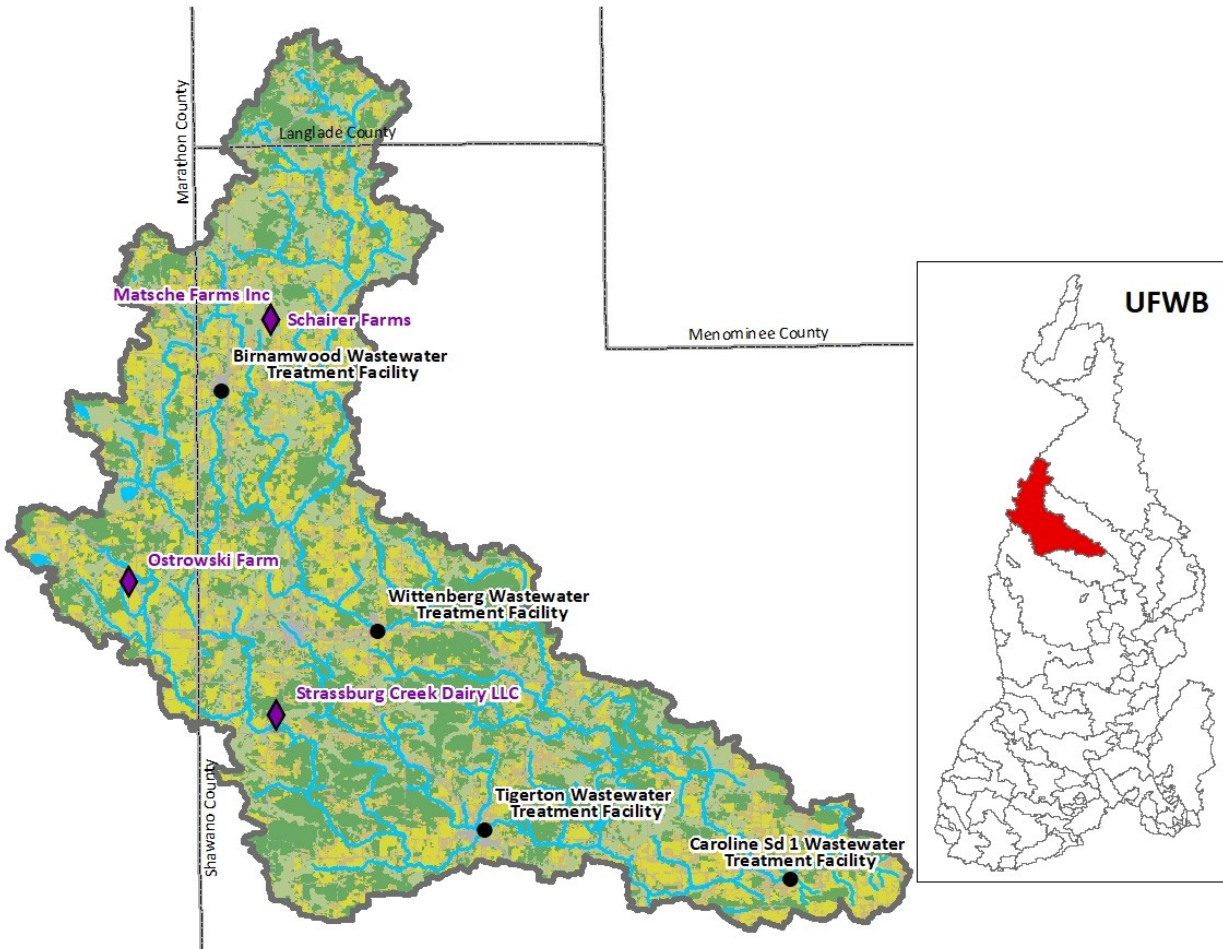 Marathon County
Langlade County
Matsche Farms Inc
Schairer Farms
Birnamwood Wastewater
Treatment Facility
Menominee County
UFWB
Ostrowski Farm
Wittenberg Wastewater
Treatment Facility
Strassburg Creek Dairy LLC
Shawano County
Tigerton Wastewater
Treatment Facility
Caroline Sd 1 Wastewater
Treatment Facility